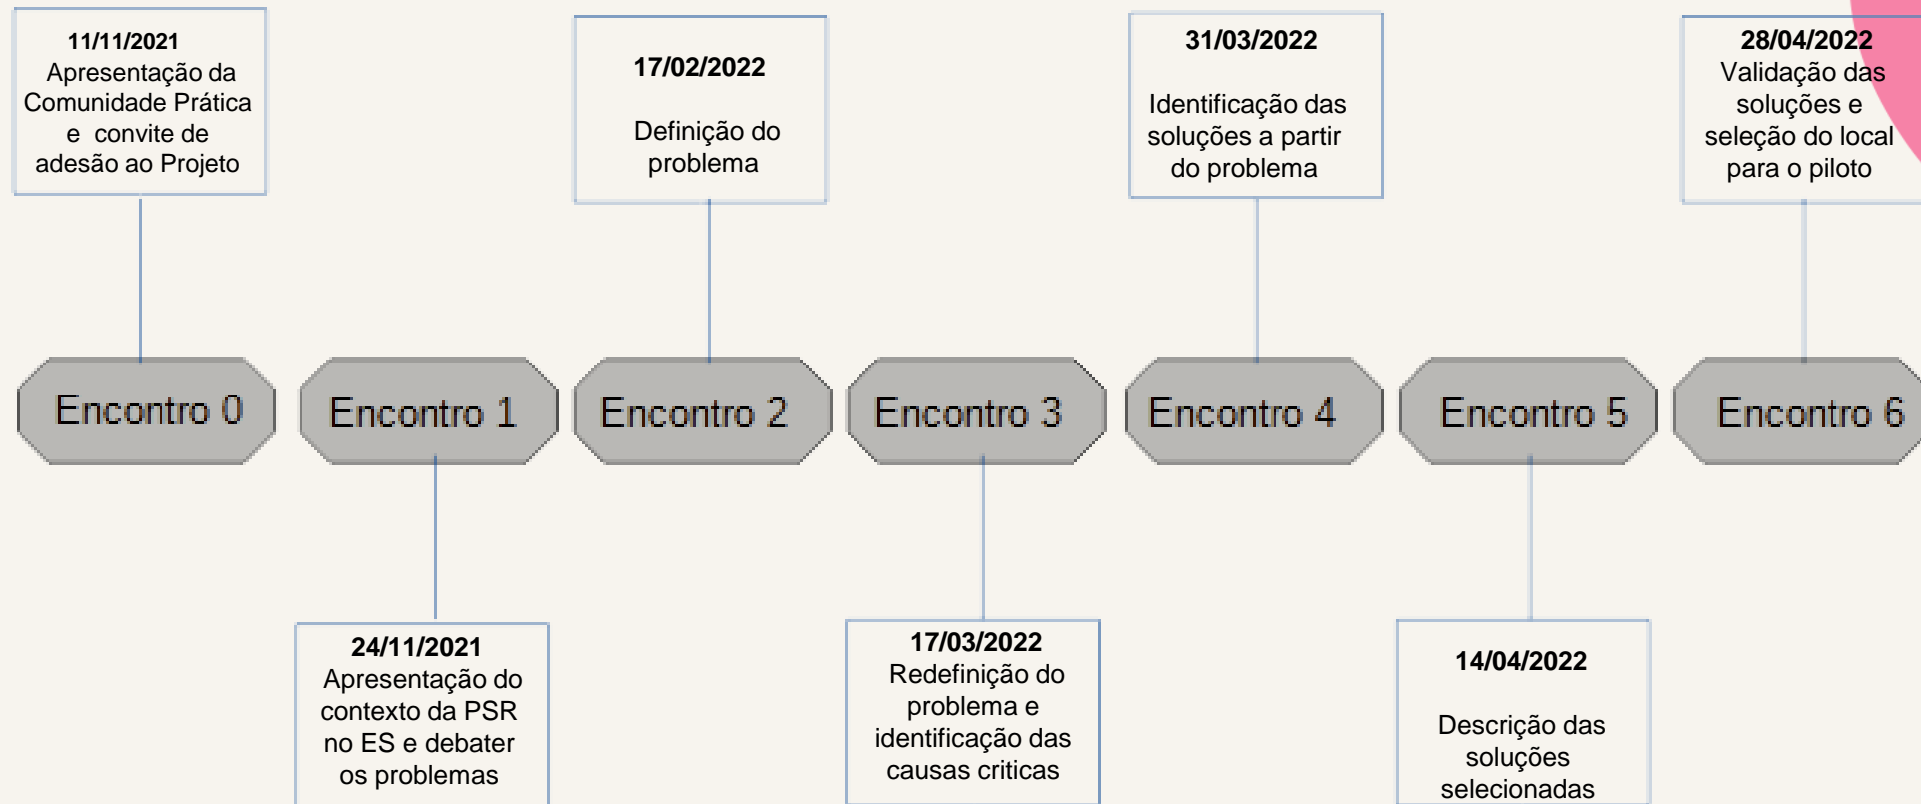 11/11/2021
Apresentação da
Comunidade Prática
e convite de
adesão ao Projeto
17/02/2022
Definição do
problema
31/03/2022
Identificação das
soluções a partir
do problema
28/04/2022
Validação das
soluções e
seleção do local
para o piloto
Encontro 0
Encontro 1
Encontro 2
Encontro 3
Encontro 4
Encontro 5
Encontro 6
24/11/2021
Apresentação do
contexto da PSR
no ES e debater
os problemas
17/03/2022
Redefinição do
problema e
identificação das
causas criticas
14/04/2022
Descrição das
soluções
selecionadas